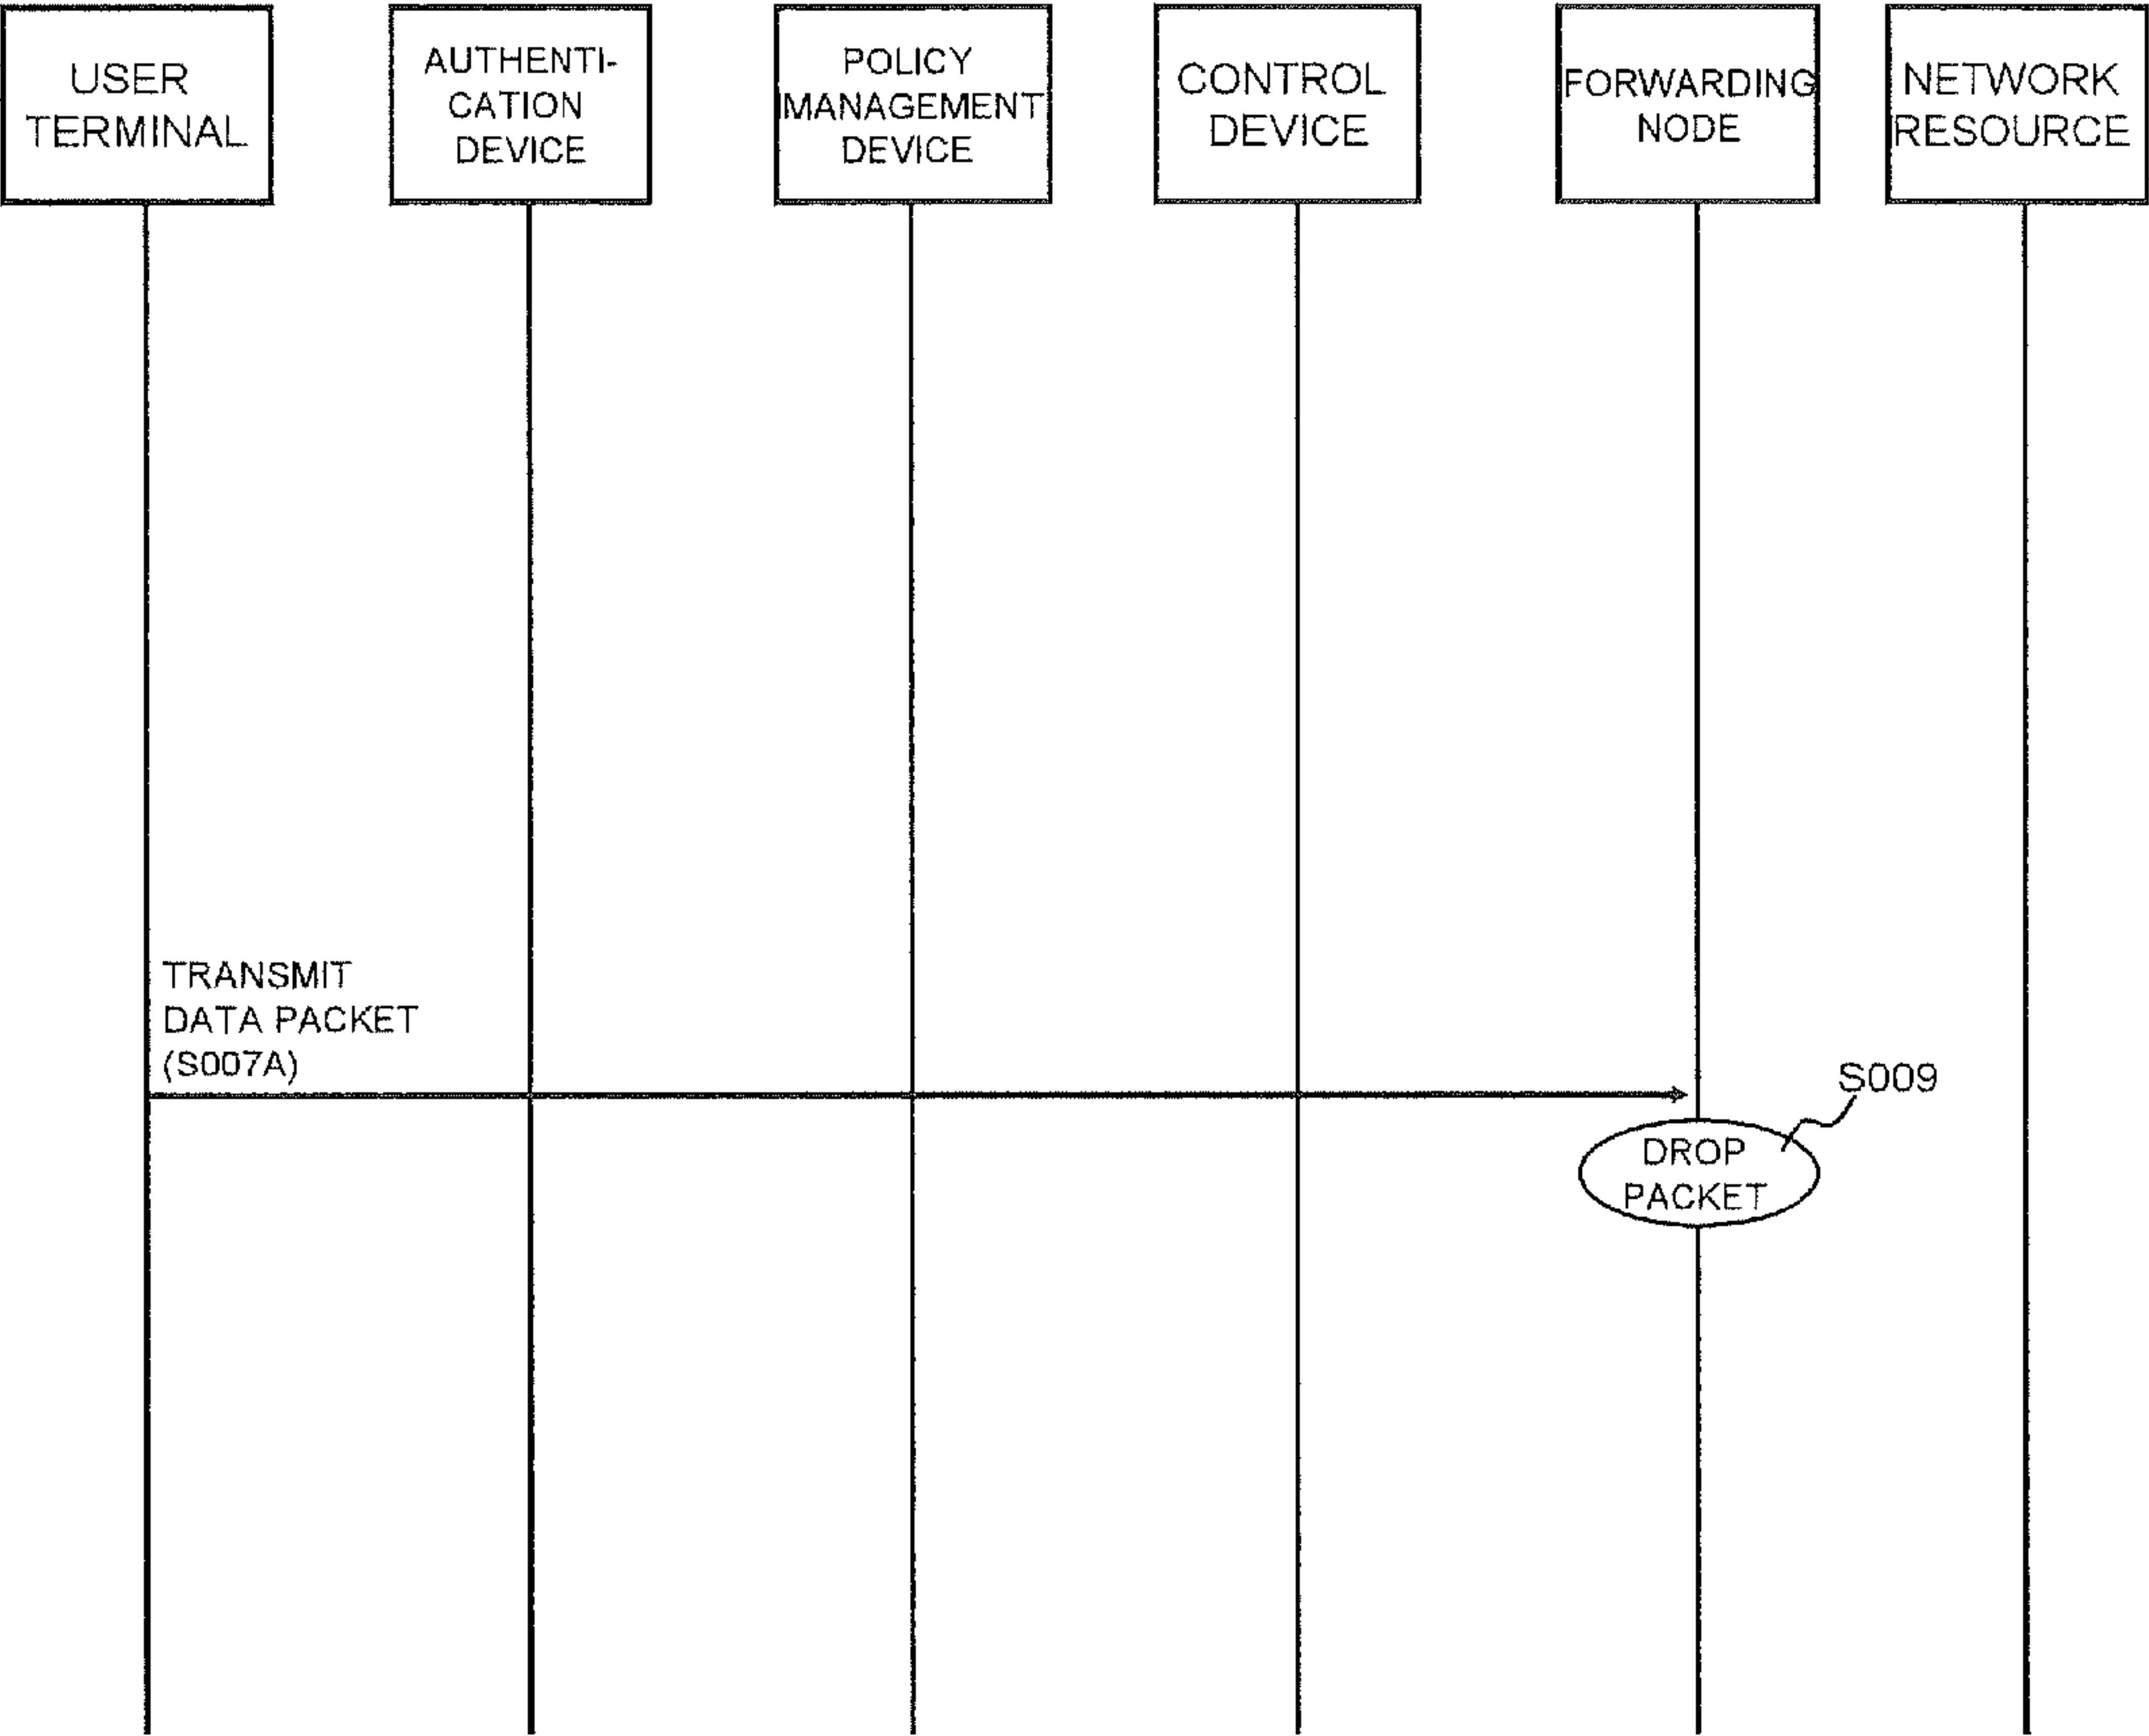 USER
TERMINAL
AUTHENTI-
CATION
DEVICE
POLICY
MANAGEMENT
DEVICE
CONTROL
DEVICE
FORWARDING
NODE
NETWORK
RESOURCE
TRANSMIT
DATA PACKET
(S007A)
S009
DROP
PACKET